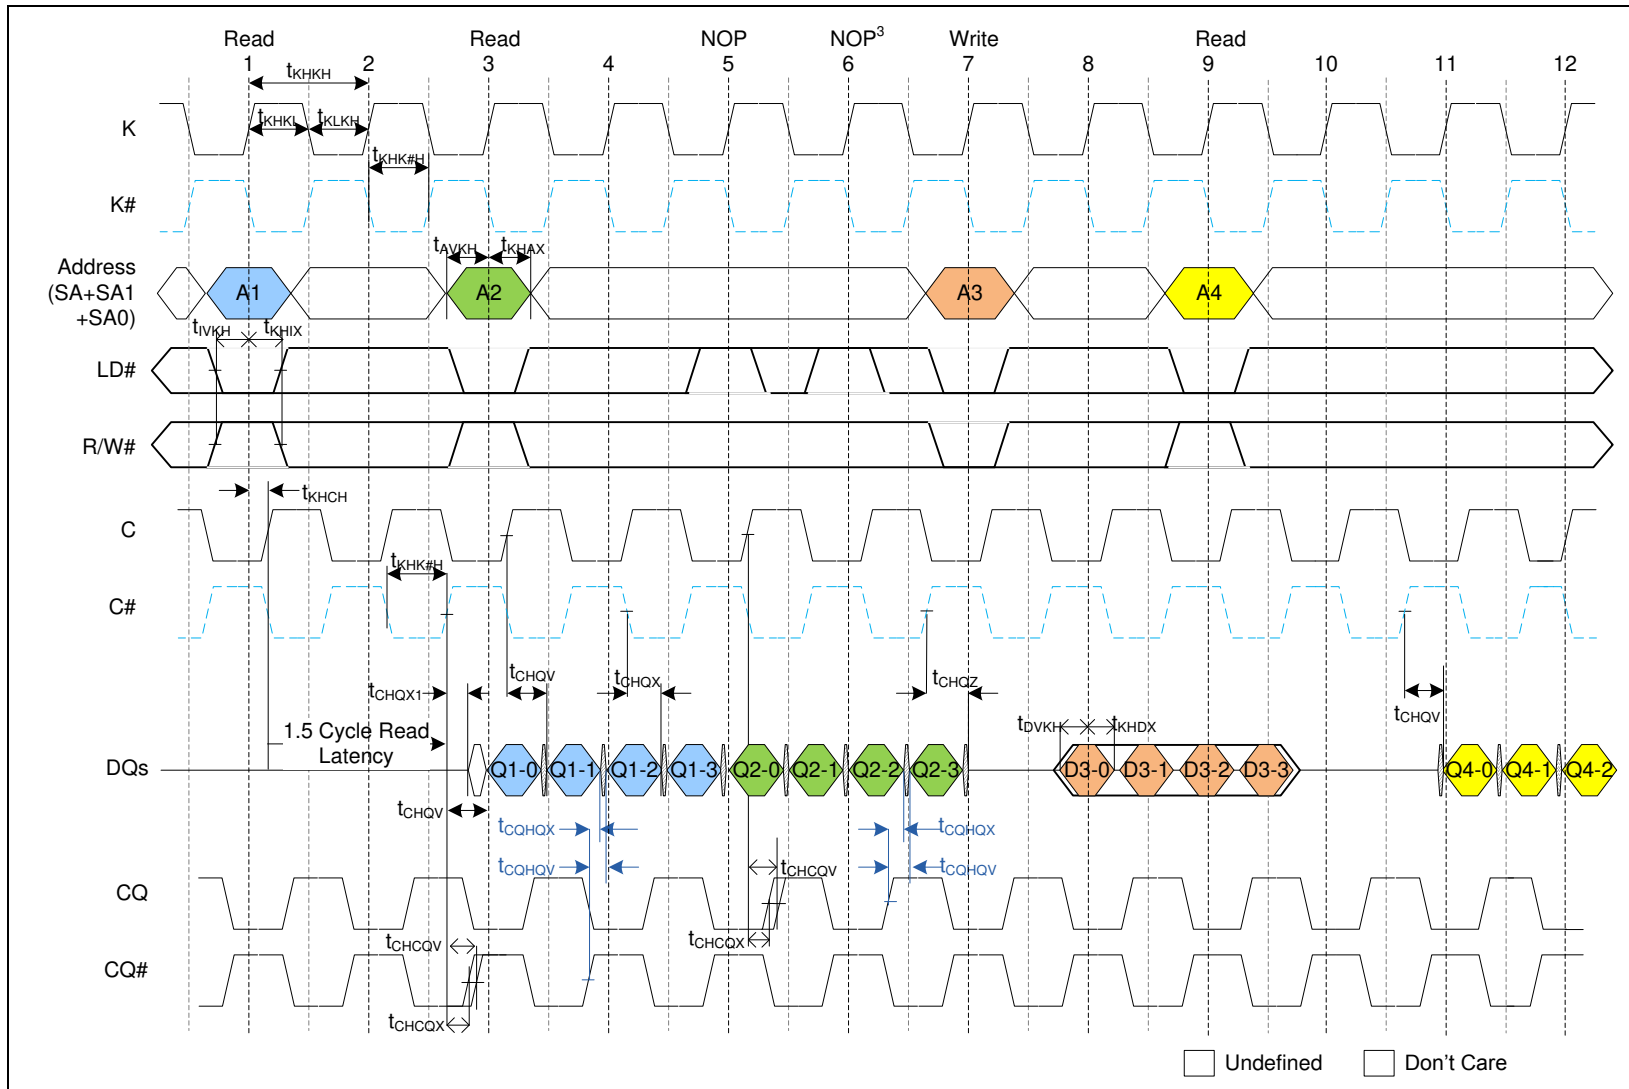 Read Read NOP NOP3 Write Read
1 2 3 4 5 6 7 8 9 10 11 12
tKHKH
K
tKHKL tKLKH
tKHK#H
K#
tAVKH tKHAX
Address
(SA+SA1
+SA0)
A1 A2 A3 A4
tIVKH tKHIX
LD#
R/W#
tKHCH
C
tKHK#H
C#
tCHQX1 tCHQV tCHQX tCHQZ tCHQV
tDVKH tKHDX
1.5 Cycle Read
Latency
DQs
Q1-0 Q1-1 Q1-2 Q1-3 Q2-0 Q2-1 Q2-2 Q2-3 D3-0 D3-1 D3-2 D3-3 Q4-0 Q4-1 Q4-2
tCHQV
tCQHQX tCQHQX
tCQHQV tCHCQV tCQHQV
CQ
tCHCQV tCHCQX
CQ#
tCHCQX
Undefined Don't Care